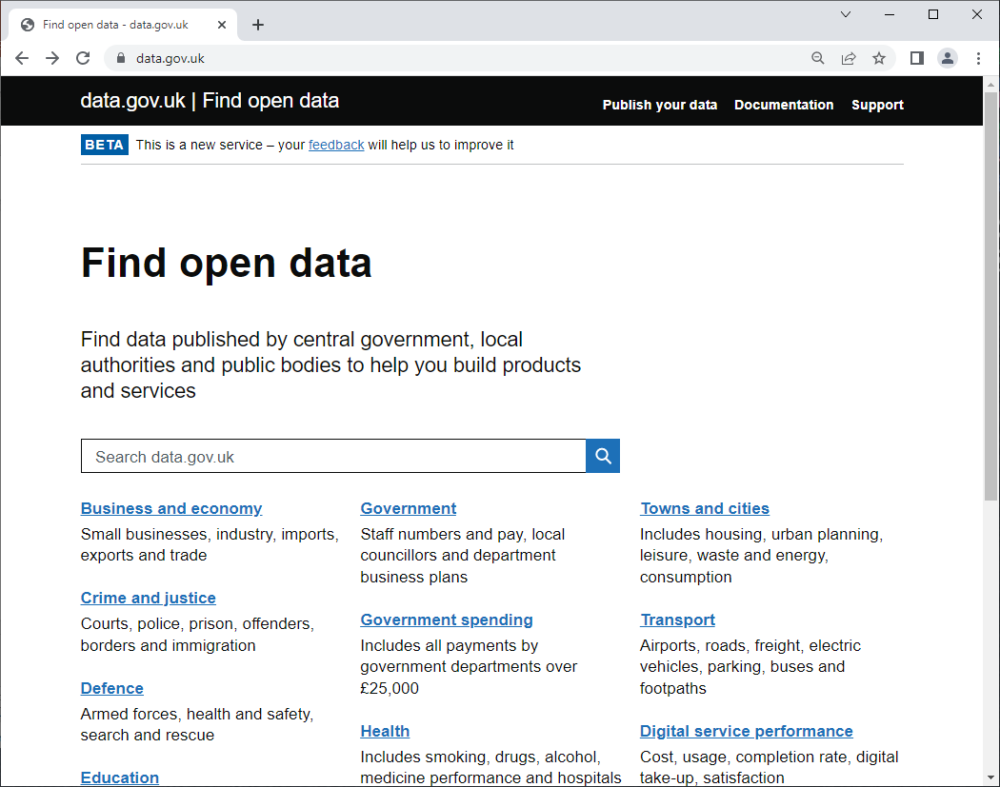 Find open data - data.gov.uk
data.gov.uk
data.gov.uk | Find open data
Publish your data Documentation Support
BETA This is a new service – your feedback will help us to improve it
Find open data
Find data published by central government, local
authorities and public bodies to help you build products
and services
Search data.gov.uk
Business and economy
Small businesses, industry, imports,
exports and trade
Crime and justice
Courts, police, prison, offenders,
borders and immigration
Defence
Armed forces, health and safety,
search and rescue
Education
Government
Staff numbers and pay, local
councillors and department
business plans
Government spending
Includes all payments by
government departments over
£25,000
Health
Includes smoking, drugs, alcohol,
medicine performance and hospitals
Towns and cities
Includes housing, urban planning,
leisure, waste and energy,
consumption
Transport
Airports, roads, freight, electric
vehicles, parking, buses and
footpaths
Digital service performance
Cost, usage, completion rate, digital
take-up, satisfaction